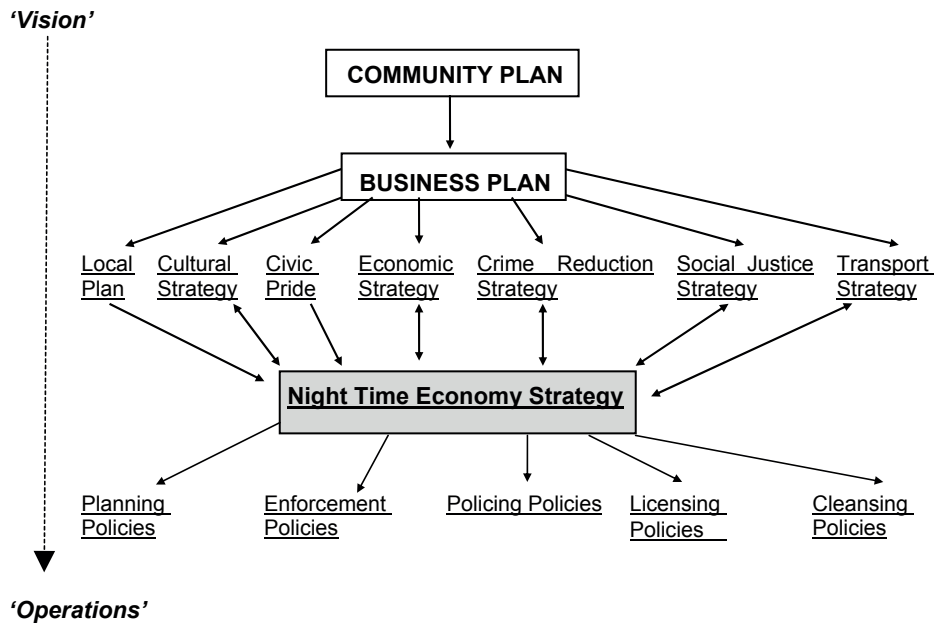 ‘Vision’
COMMUNITY PLAN
BUSINESS PLAN
Local Plan
Cultural Strategy
Civic Pride
Economic Strategy
Crime Reduction Strategy
Social Justice Strategy
Transport Strategy
Night Time Economy Strategy
Planning Policies
Enforcement Policies
Policing Policies
Licensing Policies
Cleansing Policies
‘Operations’